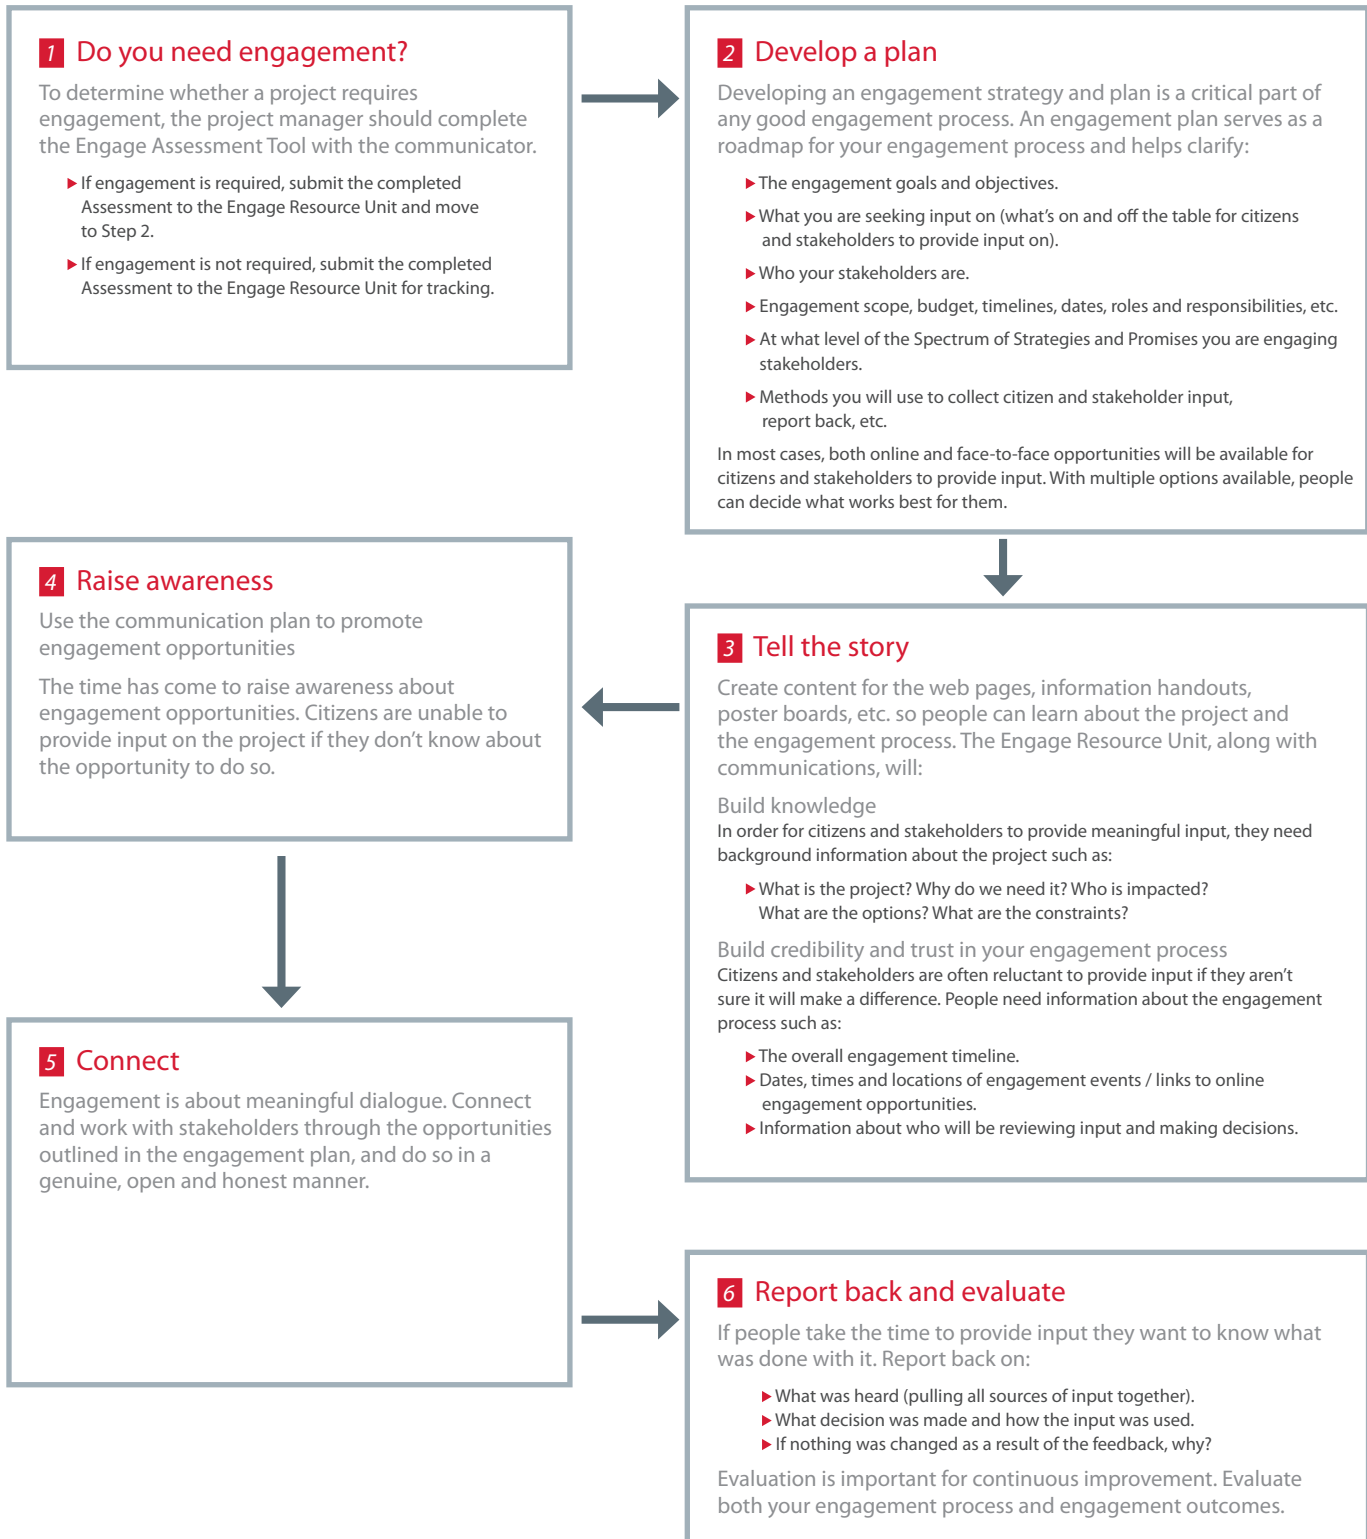 1 Do you need engagement?
To determine whether a project requires
engagement, the project manager should complete
the Engage Assessment Tool with the communicator.
▶ If engagement is required, submit the completed
Assessment to the Engage Resource Unit and move
to Step 2.
▶ If engagement is not required, submit the completed
Assessment to the Engage Resource Unit for tracking.
2 Develop a plan
Developing an engagement strategy and plan is a critical part of
any good engagement process. An engagement plan serves as a
roadmap for your engagement process and helps clarify:
▶ The engagement goals and objectives.
▶ What you are seeking input on (what's on and off the table for citizens
and stakeholders to provide input on).
▶ Who your stakeholders are.
▶ Engagement scope, budget, timelines, dates, roles and responsibilities, etc.
▶ At what level of the Spectrum of Strategies and Promises you are engaging
stakeholders.
▶ Methods you will use to collect citizen and stakeholder input,
report back, etc.
In most cases, both online and face-to-face opportunities will be available for
citizens and stakeholders to provide input. With multiple options available, people
can decide what works best for them.
3 Tell the story
Create content for the web pages, information handouts,
poster boards, etc. so people can learn about the project and
the engagement process. The Engage Resource Unit, along with
communications, will:
Build knowledge
In order for citizens and stakeholders to provide meaningful input, they need
background information about the project such as:
▶ What is the project? Why do we need it? Who is impacted?
What are the options? What are the constraints?
Build credibility and trust in your engagement process
Citizens and stakeholders are often reluctant to provide input if they aren't
sure it will make a difference. People need information about the engagement
process such as:
▶ The overall engagement timeline.
▶ Dates, times and locations of engagement events / links to online
engagement opportunities.
▶ Information about who will be reviewing input and making decisions.
4 Raise awareness
Use the communication plan to promote
engagement opportunities
The time has come to raise awareness about
engagement opportunities. Citizens are unable to
provide input on the project if they don't know about
the opportunity to do so.
5 Connect
Engagement is about meaningful dialogue. Connect
and work with stakeholders through the opportunities
outlined in the engagement plan, and do so in a
genuine, open and honest manner.
6 Report back and evaluate
If people take the time to provide input they want to know what
was done with it. Report back on:
▶ What was heard (pulling all sources of input together).
▶ What decision was made and how the input was used.
▶ If nothing was changed as a result of the feedback, why?
Evaluation is important for continuous improvement. Evaluate
both your engagement process and engagement outcomes.